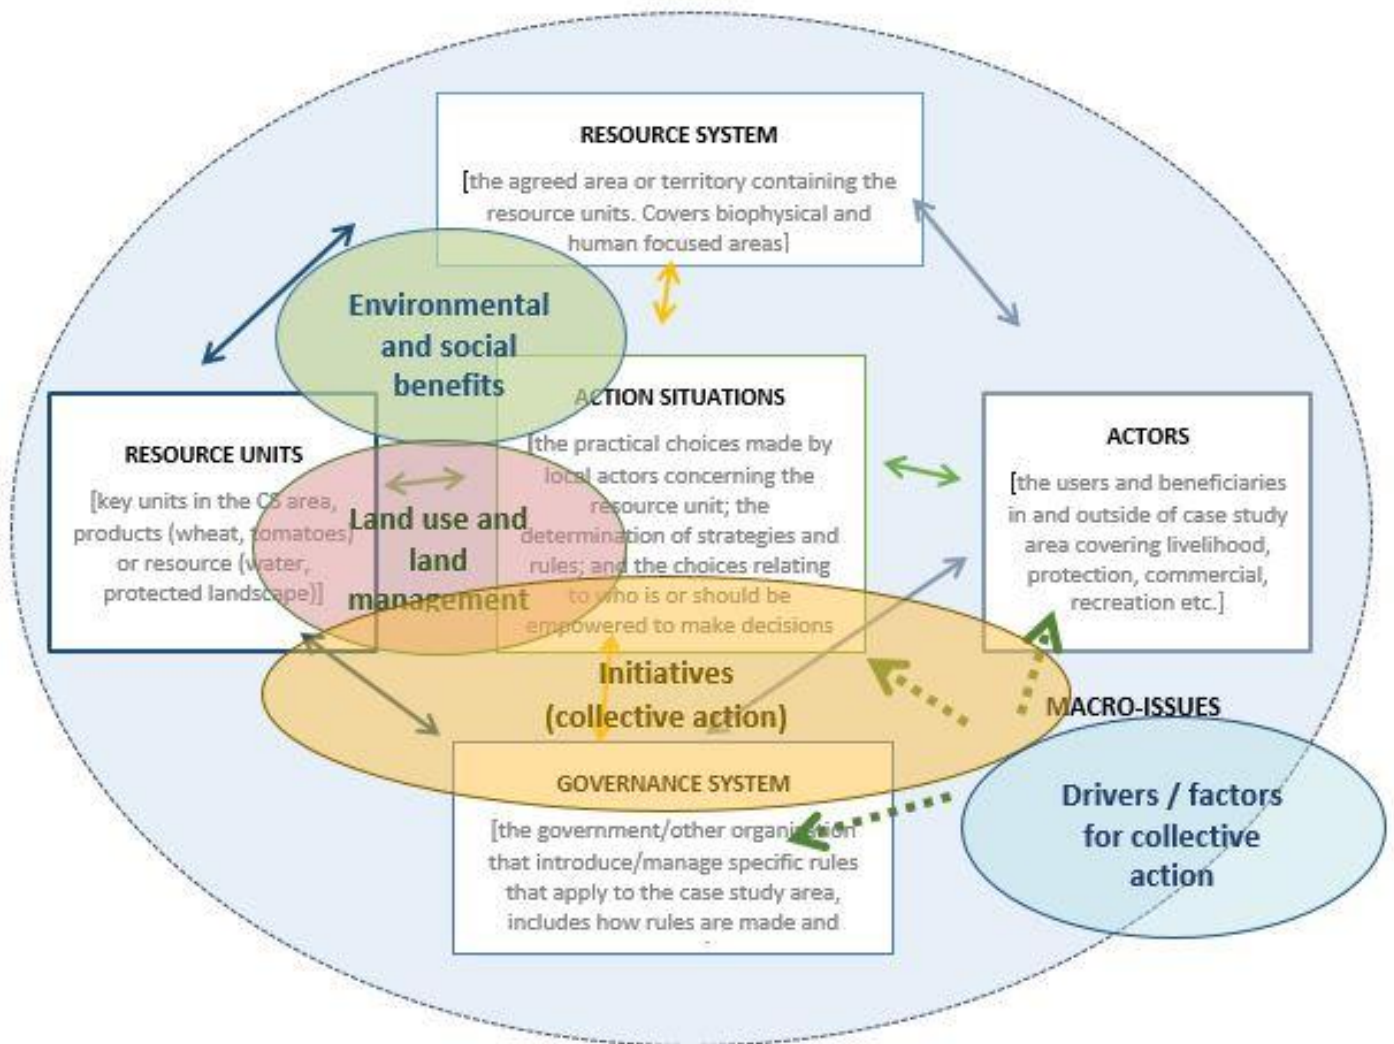 RESOURCE SYSTEM
[the agreed area or territory containing the
resource units. Covers biophysical and
human focused areas]
Environmental
and social
benefits
RESOURCE UNITS
[key units in the CS area,
products (wheat, tomatoes)
or resource (water,
protected landscape)]
Land use and
land
management
ACTION SITUATIONS
[the practical choices made by
local actors concerning the
resource unit; the
determination of strategies and
rules; and the choices relating
to who is or should be
empowered to make decisions
ACTORS
[the users and beneficiaries
in and outside of case study
area covering livelihood,
protection, commercial,
recreation etc.]
Initiatives
(collective action)
MACRO-ISSUES
Drivers / factors
for collective
action
GOVERNANCE SYSTEM
[the government/other organisation
that introduce/manage specific rules
that apply to the case study area,
includes how rules are made and